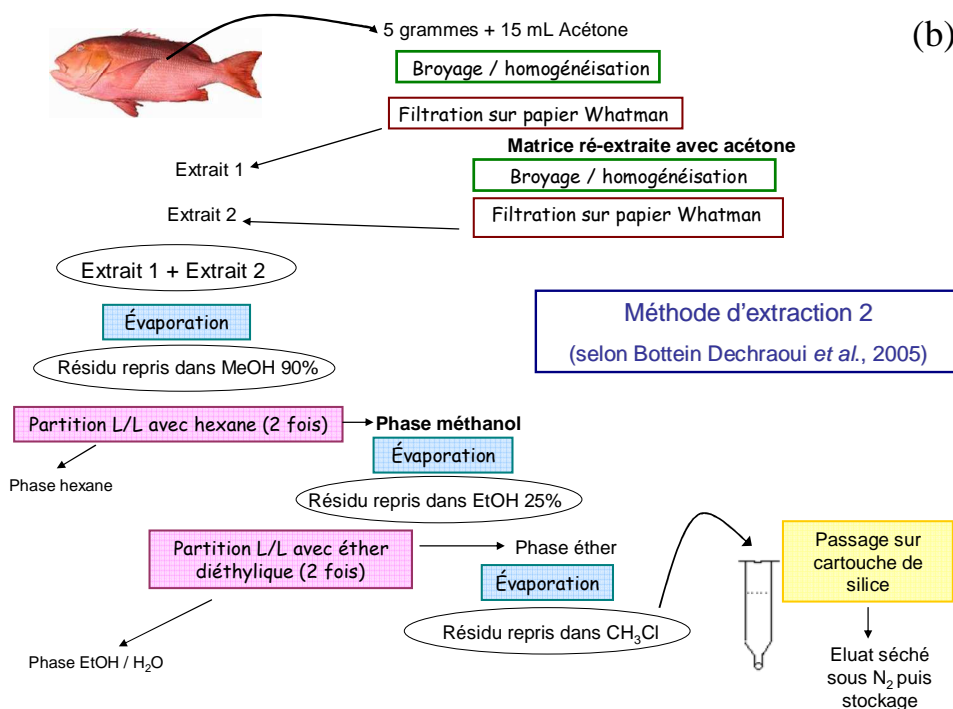 (b)
5 grammes + 15 mL Acétone
Broyage / homogénéisation
Filtration sur papier Whatman
Matrice ré-extraite avec acétone
Extrait 1
Broyage / homogénéisation
Extrait 2
Filtration sur papier Whatman
Extrait 1 + Extrait 2
Évaporation
Résidu repris dans MeOH 90%
Méthode d'extraction 2
(selon Bottein Dechraoui et al., 2005)
Partition L/L avec hexane (2 fois)
Phase méthanol
Évaporation
Phase hexane
Résidu repris dans EtOH 25%
Partition L/L avec éther
diéthylique (2 fois)
Phase éther
Évaporation
Résidu repris dans CH₃Cl
Phase EtOH / H₂O
Passage sur
cartouche de
silice
Eluat séché
sous N₂ puis
stockage